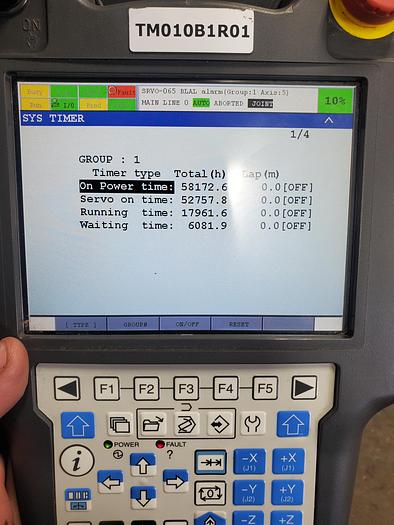 ON
TM010B1R01
Busy Fault SRVO-065 BLAL alarm(Group:1 Axis:5)
Run I/O Prod MAIN LINE 0 AUTO ABORTED JOINT 10%
SYS TIMER
1/4
GROUP : 1
Timer type Total(h) Lap(m)
On Power time: 58172.6 0.0[OFF]
Servo on time: 52757.8 0.0[OFF]
Running time: 17961.6 0.0[OFF]
Waiting time: 6081.9 0.0[OFF]
[ TYPE ] GROUP# ON/OFF RESET
F1 F2 F3 F4 F5
POWER FAULT
i ? -X (J1) +X (J1)
-Y (J2) +Y (J2)
-Z +Z